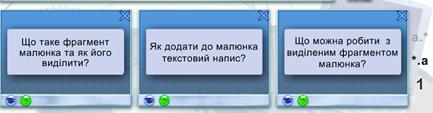 Що таке фрагмент
малюнка та як його
виділити?
Як додати до малюнка
текстовий напис?
Що можна робити з
виділеним фрагментом
малюнка?
а.*
*.а
1